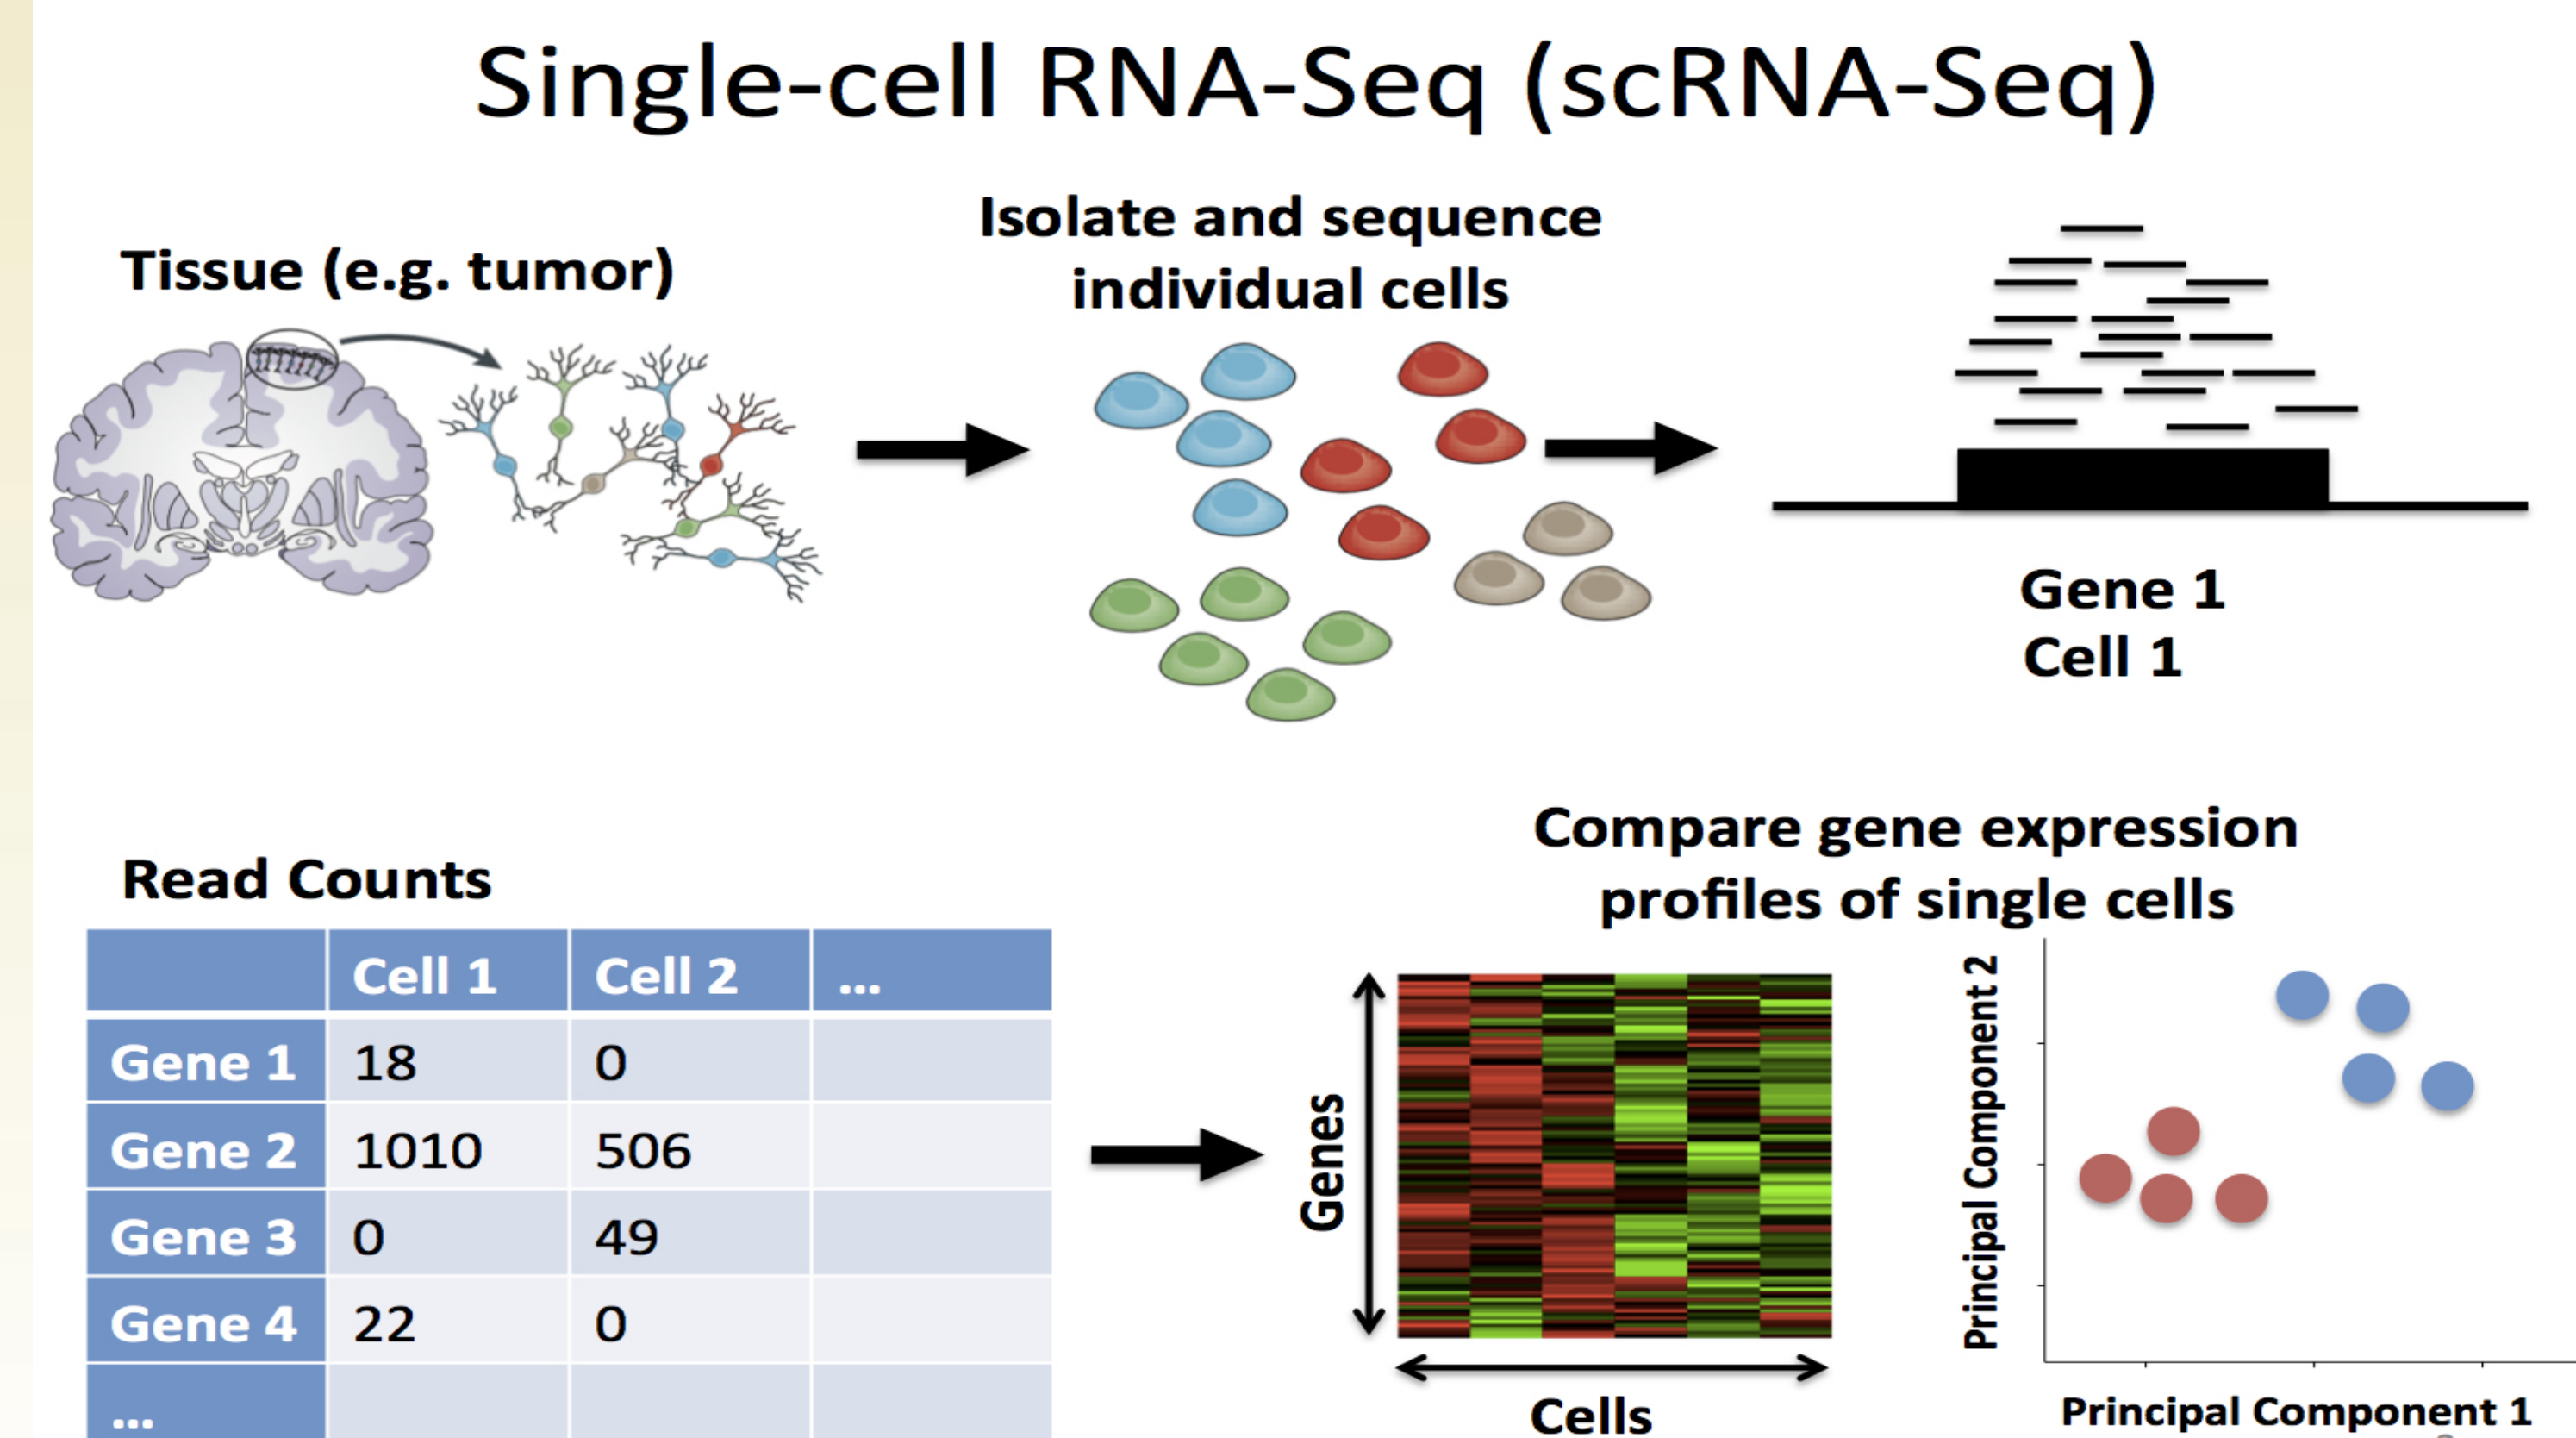 Single-cell RNA-Seq (scRNA-Seq)
Tissue (e.g. tumor)
Isolate and sequence
individual cells
Gene 1
Cell 1
Read Counts
Cell 1 Cell 2 ...
Gene 1 18 0
Gene 2 1010 506
Gene 3 0 49
Gene 4 22 0
...
Compare gene expression
profiles of single cells
Genes
Cells
Principal Component 2
Principal Component 1